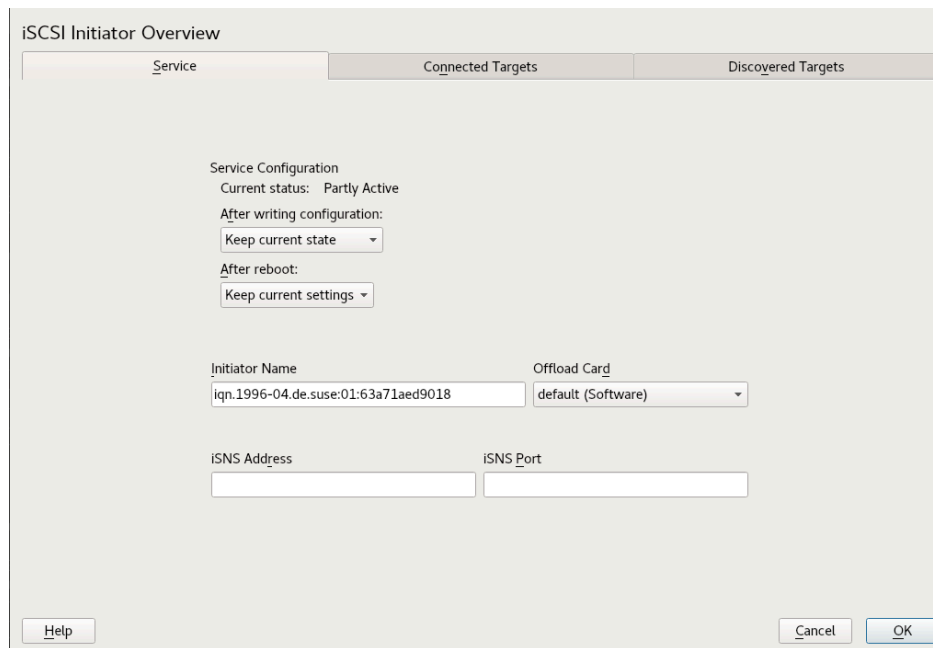 iSCSI Initiator Overview
Service Connected Targets Discovered Targets
Service Configuration
Current status: Partly Active
After writing configuration:
Keep current state
After reboot:
Keep current settings
Initiator Name Offload Card
iqn.1996-04.de.suse:01:63a71aed9018 default (Software)
iSNS Address iSNS Port
Help Cancel OK